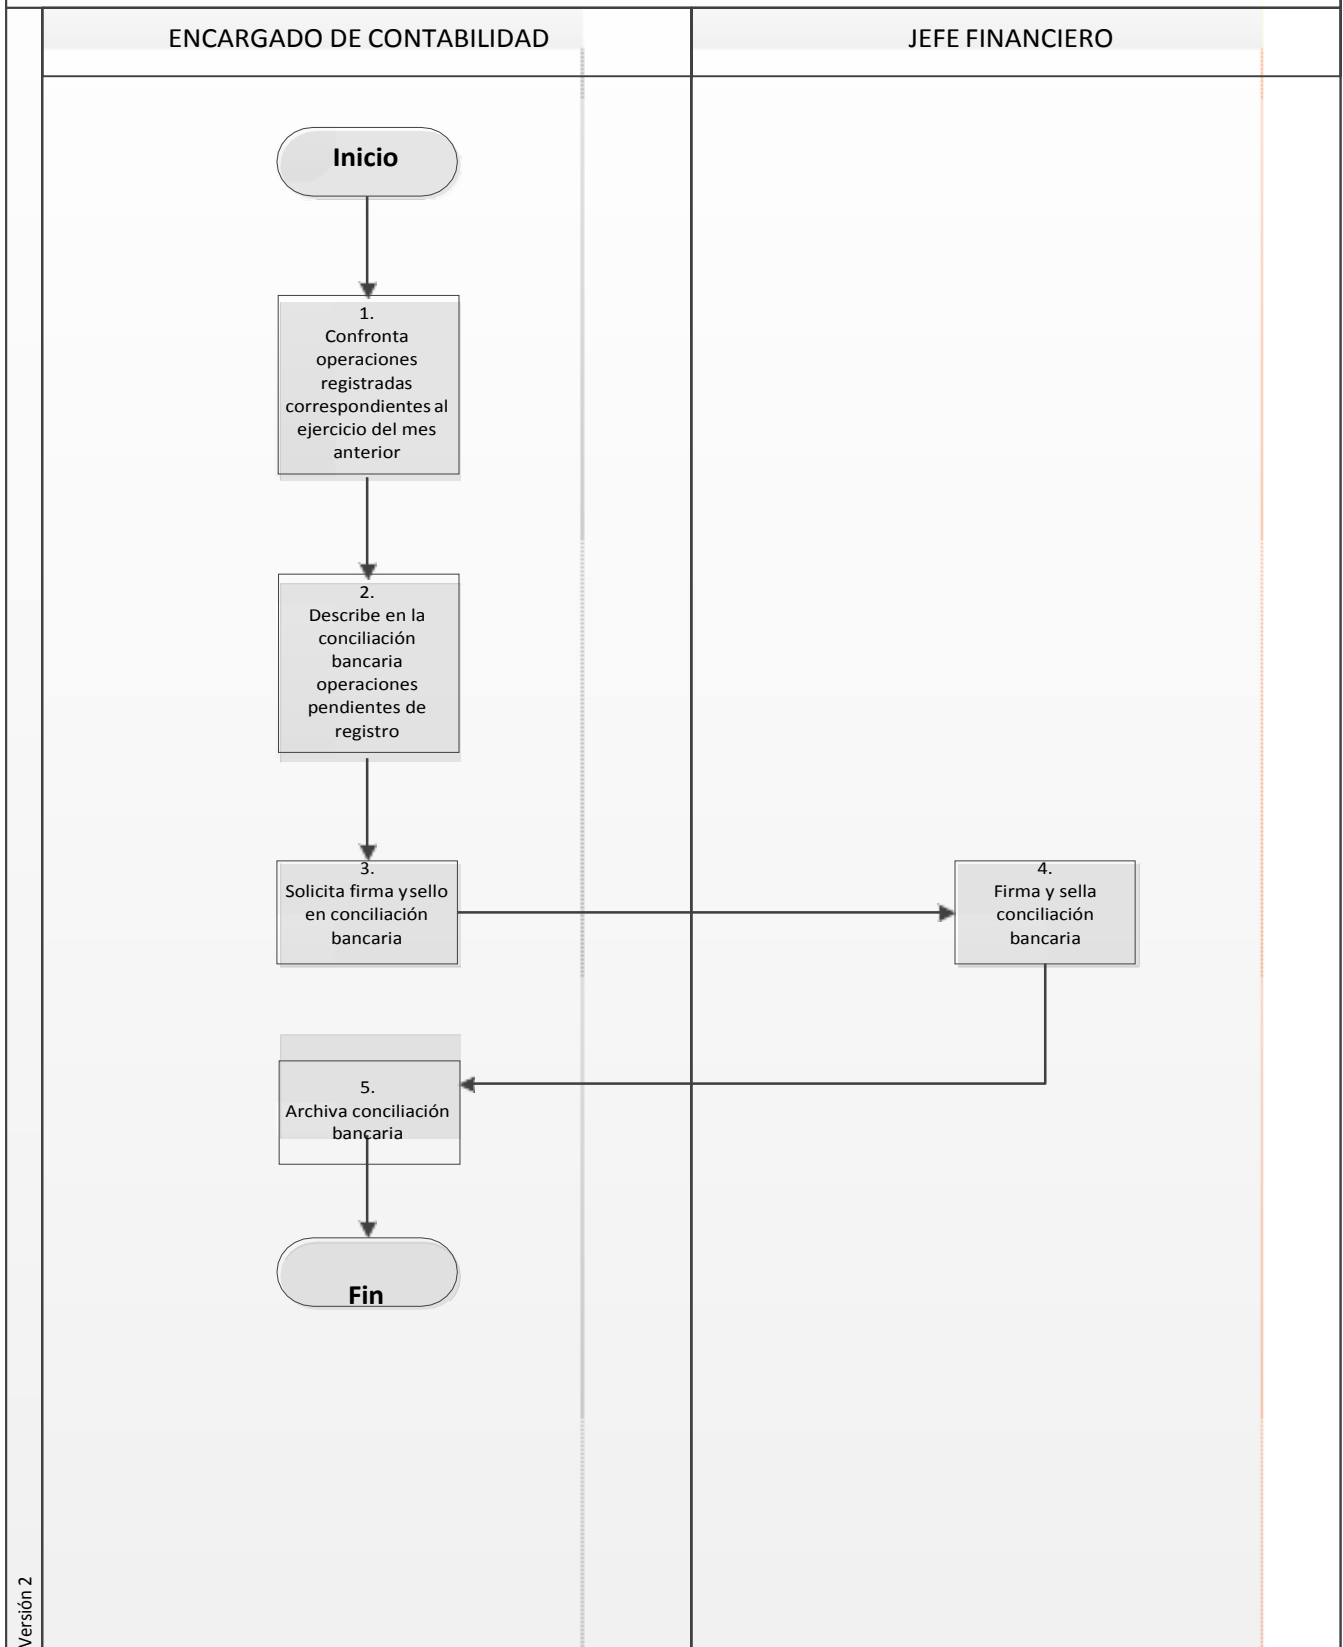 ENCARGADO DE CONTABILIDAD
JEFE FINANCIERO
Inicio
1.
Confronta
operaciones
registradas
correspondientes al
ejercicio del mes
anterior
2.
Describe en la
conciliación
bancaria
operaciones
pendientes de
registro
3.
Solicita firma y sello
en conciliación
bancaria
4.
Firma y sella
conciliación
bancaria
5.
Archiva conciliación
bancaria
Fin
Versión 2